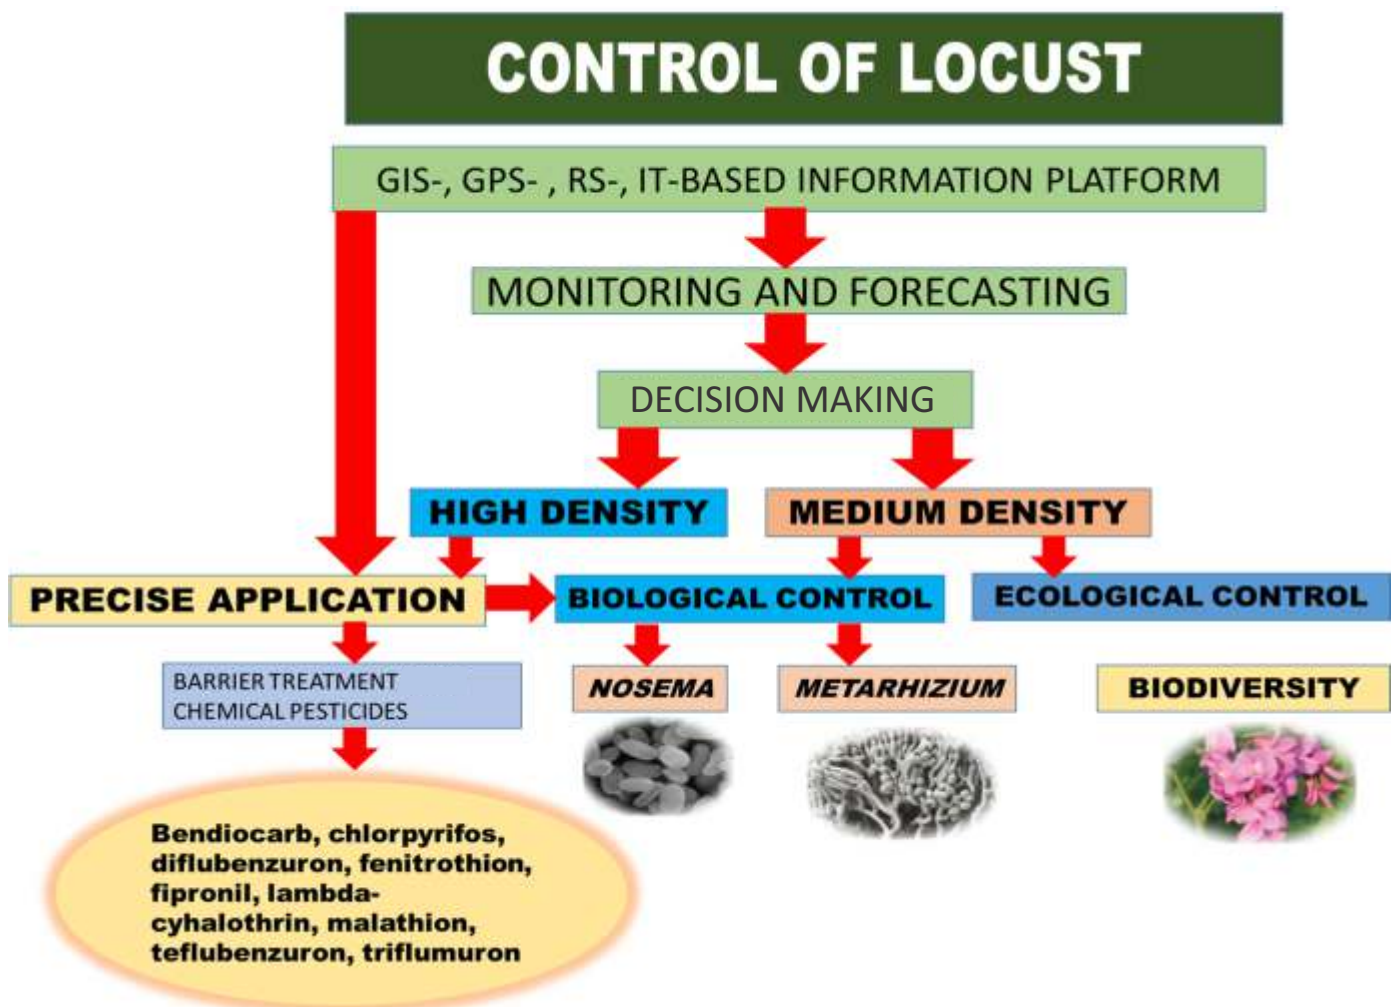 CONTROL OF LOCUST
GIS-, GPS- , RS-, IT-BASED INFORMATION PLATFORM
MONITORING AND FORECASTING
DECISION MAKING
HIGH DENSITY
MEDIUM DENSITY
PRECISE APPLICATION
BIOLOGICAL CONTROL
ECOLOGICAL CONTROL
BARRIER TREATMENT
CHEMICAL PESTICIDES
NOSEMA
METARHIZIUM
BIODIVERSITY
Bendiocarb, chlorpyrifos,
diflubenzuron, fenitrothion,
fipronil, lambda-
cyhalothrin, malathion,
teflubenzuron, triflumuron